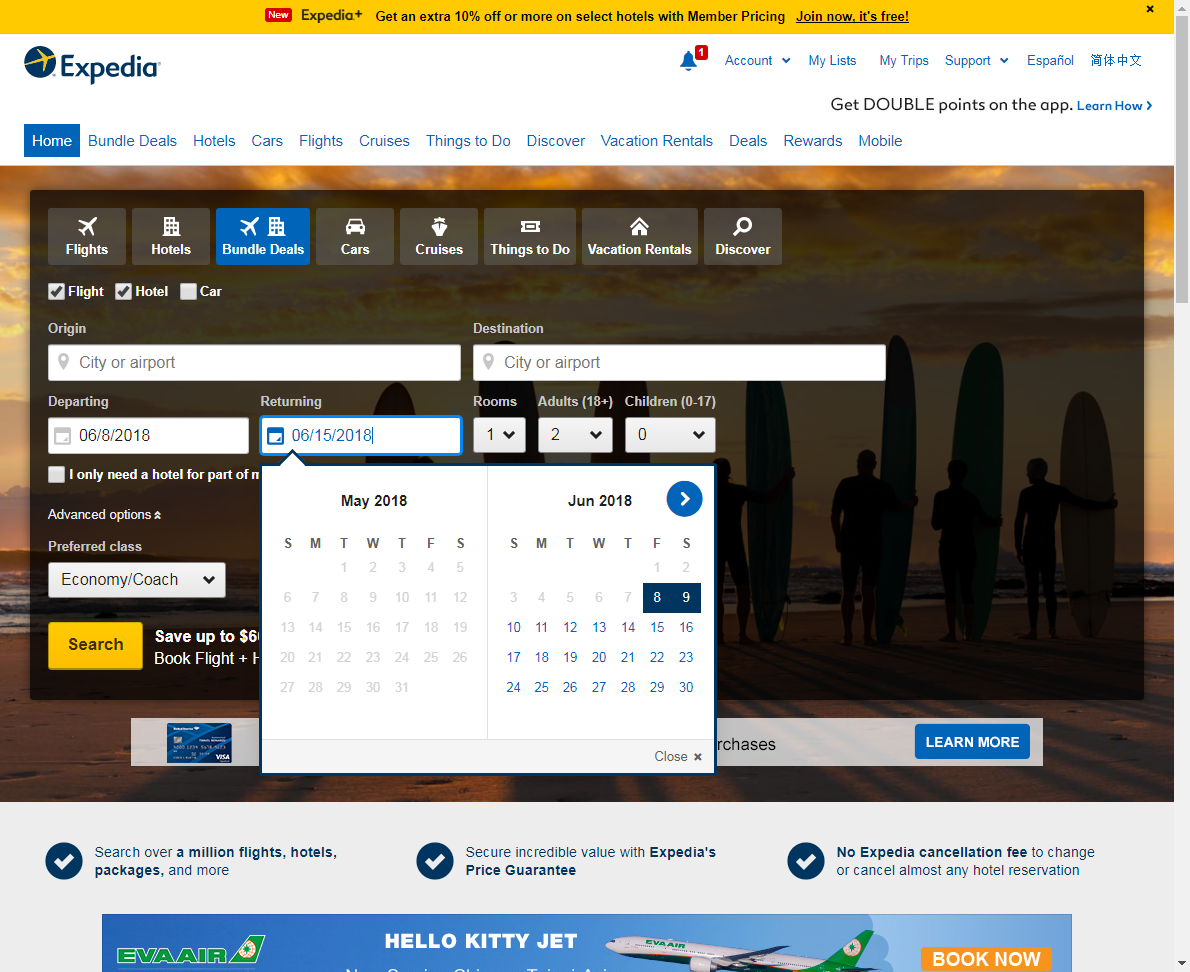 New Expedia+ Get an extra 10% off or more on select hotels with Member Pricing Join now, it's free! ×
Expedia
1 Account My Lists My Trips Support Español 简体中文
Get DOUBLE points on the app. Learn How ›
Home Bundle Deals Hotels Cars Flights Cruises Things to Do Discover Vacation Rentals Deals Rewards Mobile
Flights Hotels Bundle Deals Cars Cruises Things to Do Vacation Rentals Discover
Flight Hotel Car
Origin Destination
City or airport City or airport
Departing Returning Rooms Adults (18+) Children (0-17)
06/8/2018 06/15/2018 1 2 0
I only need a hotel for part of m
Advanced options
Preferred class
Economy/Coach
May 2018 Jun 2018
S M T W T F S S M T W T F S
1 2 3 4 5 1 2
6 7 8 9 10 11 12 3 4 5 6 7 8 9
13 14 15 16 17 18 19 10 11 12 13 14 15 16
20 21 22 23 24 25 26 17 18 19 20 21 22 23
27 28 29 30 31 24 25 26 27 28 29 30
Close ×
Search
Save up to $6
Book Flight + H
VISA
rchases LEARN MORE
Search over a million flights, hotels,
packages, and more
Secure incredible value with Expedia's
Price Guarantee
No Expedia cancellation fee to change
or cancel almost any hotel reservation
EVA AIR
HELLO KITTY JET
EVA AIR
BOOK NOW